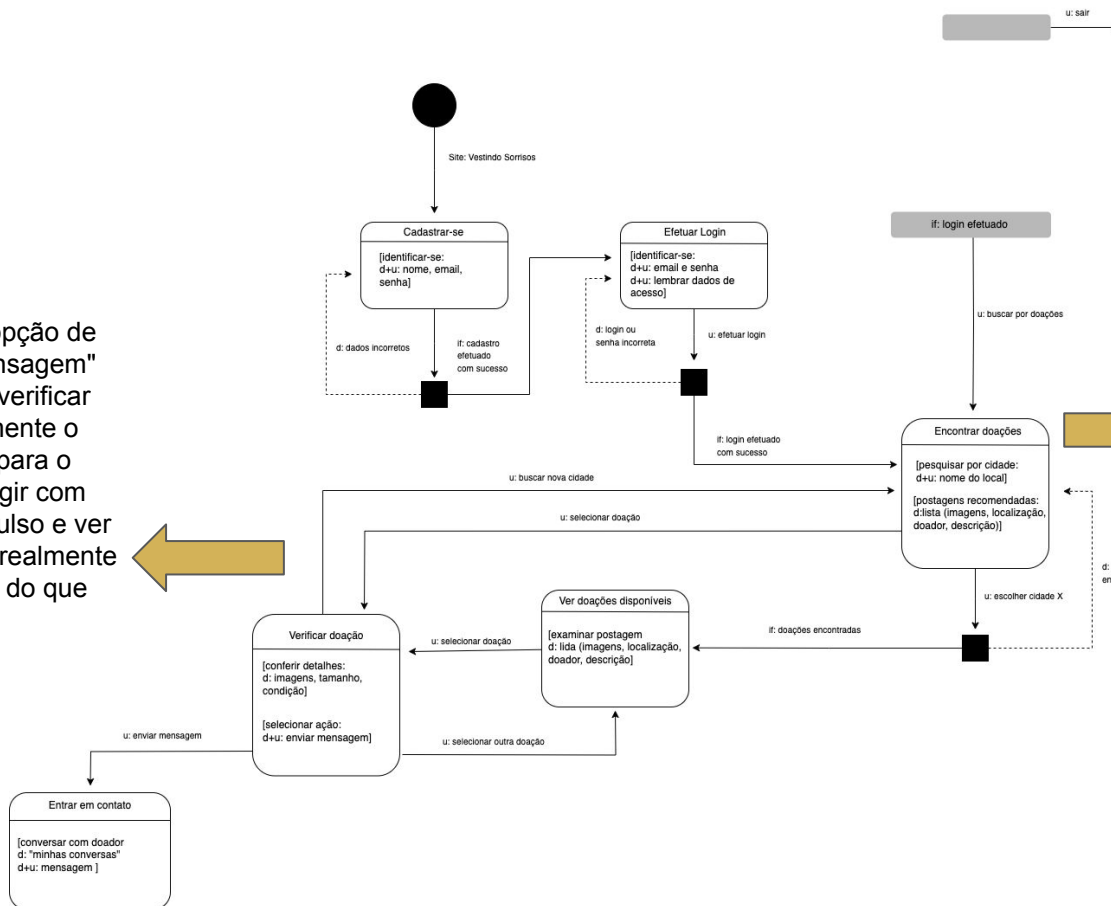 u: sair
Site: Vestindo Sorrisos
Cadastrar-se
[identificar-se:
d+u: nome, email,
senha]
d: dados incorretos
if: cadastro
efetuado
com sucesso
Efetuar Login
[identificar-se:
d+u: email e senha
d+u: lembrar dados de
acesso]
d: login ou
senha incorreta
u: efetuar login
if: login efetuado
com sucesso
if: login efetuado
u: buscar por doações
Encontrar doações
[pesquisar por cidade:
d+u: nome do local]
[postagens recomendadas:
d:lista (imagens, localização,
doador, descrição)]
d:
en
u: escolher cidade X
opção de
nsagem"
verificar
mente o
para o
gir com
ulso e ver
realmente
do que
u: buscar nova cidade
u: selecionar doação
if: doações encontradas
Ver doações disponíveis
[examinar postagem
d: lida (imagens, localização,
doador, descrição]
u: selecionar doação
Verificar doação
[conferir detalhes:
d: imagens, tamanho,
condição]
[selecionar ação:
d+u: enviar mensagem]
u: selecionar outra doação
u: enviar mensagem
Entrar em contato
[conversar com doador
d: "minhas conversas"
d+u: mensagem ]